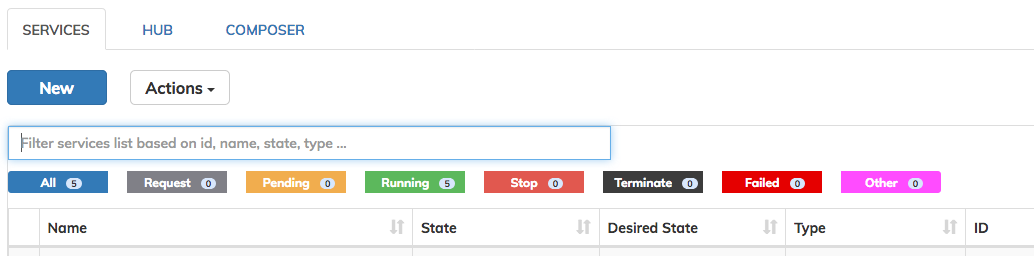 SERVICES HUB COMPOSER
New Actions
Filter services list based on id, name, state, type ...
All 5 Request 0 Pending 0 Running 5 Stop 0 Terminate 0 Failed 0 Other 0
Name State Desired State Type ID